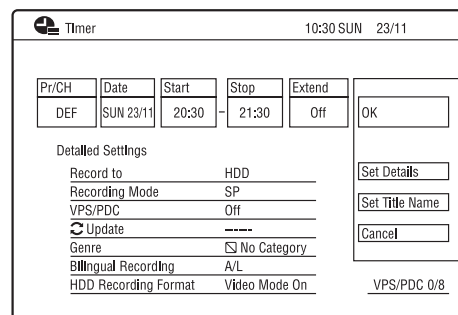 Timer 10:30 SUN 23/11
Pr/CH Date Start Stop Extend
DEF SUN 23/11 20:30 – 21:30 Off OK
Detailed Settings
Record to HDD
Set Details
Recording Mode SP
Set Title Name
VPS/PDC Off
Update -----
Cancel
Genre No Category
Bilingual Recording A/L
HDD Recording Format Video Mode On
VPS/PDC 0/8